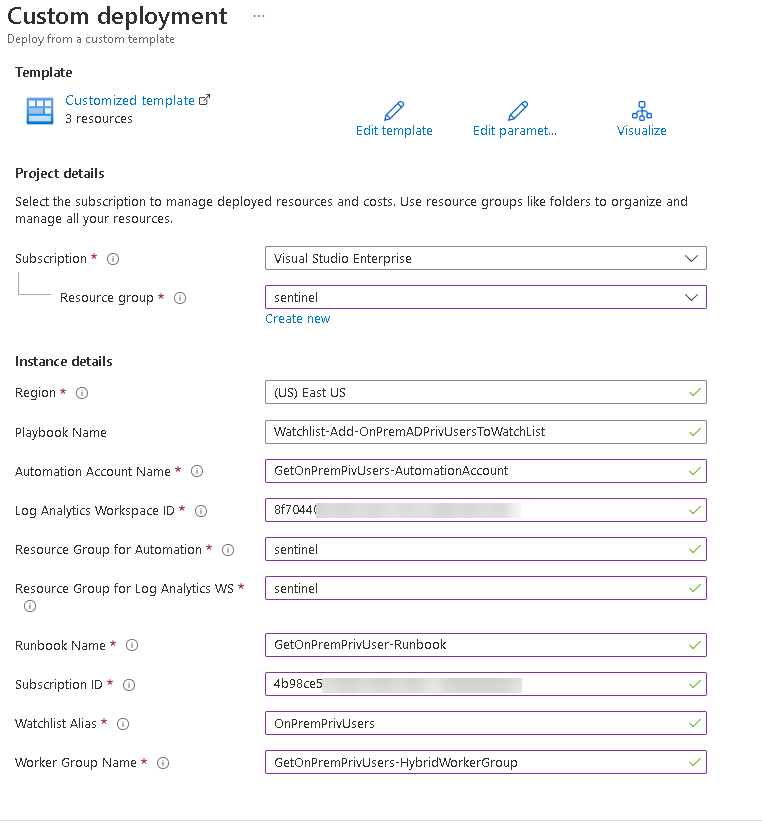 Custom deployment ...
Deploy from a custom template
Template
Customized template
3 resources
Edit template
Edit paramet...
Visualize
Project details
Select the subscription to manage deployed resources and costs. Use resource groups like folders to organize and
manage all your resources.
Subscription *
Visual Studio Enterprise
Resource group *
sentinel
Create new
Instance details
Region *
(US) East US
Playbook Name
Watchlist-Add-OnPremADPrivUsersToWatchList
Automation Account Name *
GetOnPremPivUsers-AutomationAccount
Log Analytics Workspace ID *
8f7044
Resource Group for Automation *
sentinel
Resource Group for Log Analytics WS *
sentinel
Runbook Name *
GetOnPremPrivUser-Runbook
Subscription ID *
4b98ce5
Watchlist Alias *
OnPremPrivUsers
Worker Group Name *
GetOnPremPrivUsers-HybridWorkerGroup